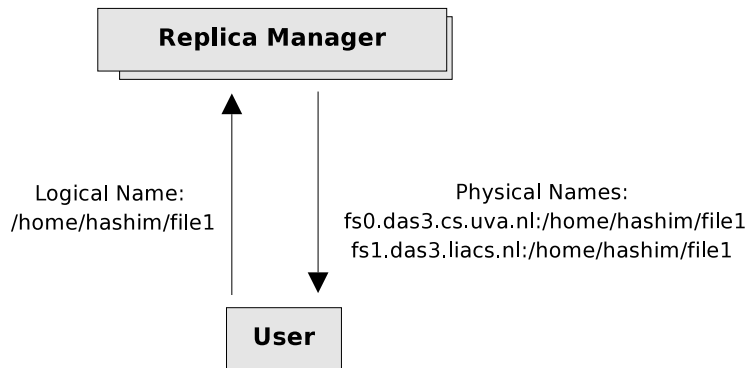 Replica Manager
Logical Name:
/home/hashim/file1
Physical Names:
fs0.das3.cs.uva.nl:/home/hashim/file1
fs1.das3.liacs.nl:/home/hashim/file1
User